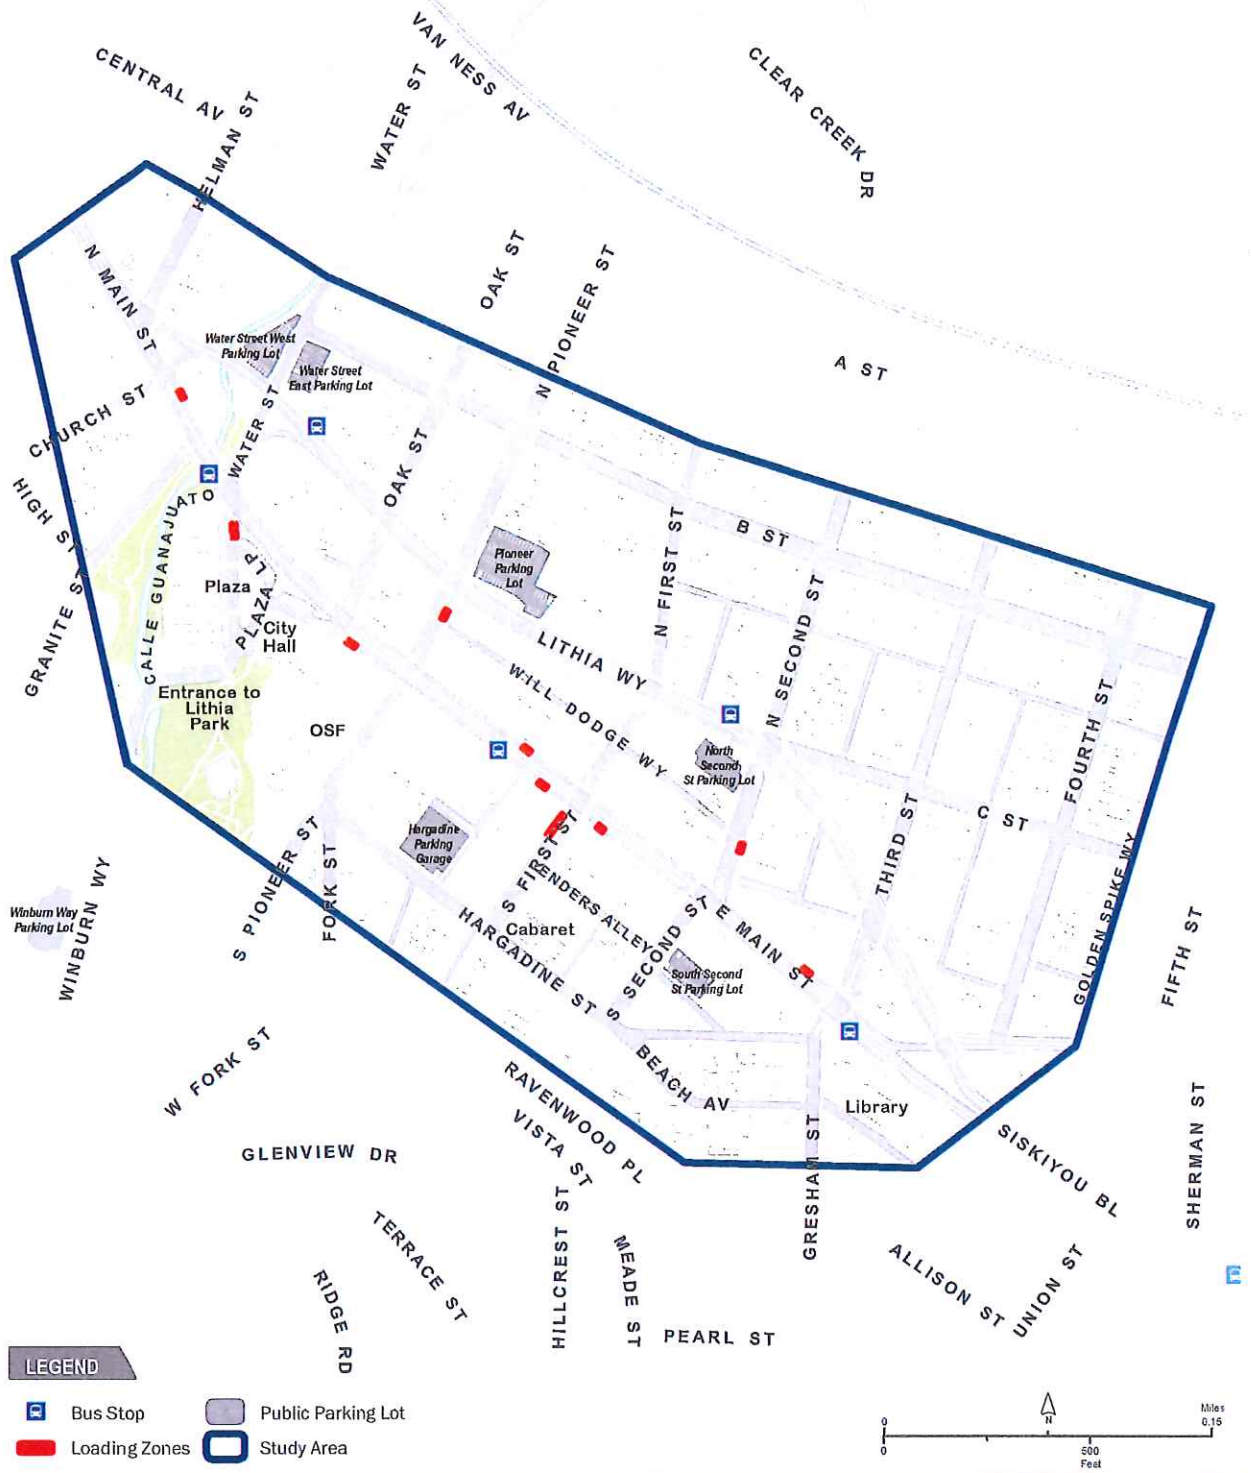 CENTRAL AV
HELMAN ST
WATER ST
VAN NESS AV
CLEAR CREEK DR
OAK ST
N PIONEER ST
A ST
N MAIN ST
Water Street West
Parking Lot
Water Street
East Parking Lot
CHURCH ST
WATER ST
OAK ST
HIGH ST
CALLE GUANAJUATO
B ST
N FIRST ST
Pioneer
Parking
Lot
GRANITE ST
Plaza
PLAZA LP
City
Hall
LITHIA WY
N SECOND ST
WILL DODGE WY
Entrance to
Lithia
Park
OSF
FOURTH ST
North
Second
St Parking Lot
Hargadine
Parking
Garage
C ST
THIRD ST
S PIONEER ST
FORK ST
S FIRST ST
ENDERS ALLEY
GOLDEN SPIKE WY
Winburn Way
Parking Lot
WINBURN WY
HARGADINE ST
Cabaret
S SECOND ST
E MAIN ST
South Second
St Parking Lot
FIFTH ST
W FORK ST
BEACH AV
Library
RAVENWOOD PL
VISTA ST
GLENVIEW DR
GRESHAM ST
SISKIYOU BL
SHERMAN ST
TERRACE ST
HILLCREST ST
MEADE ST
ALLISON ST
UNION ST
RIDGE RD
PEARL ST
LEGEND
Bus Stop
Public Parking Lot
Loading Zones
Study Area
N
Miles
0
0.15
0
500
Feet